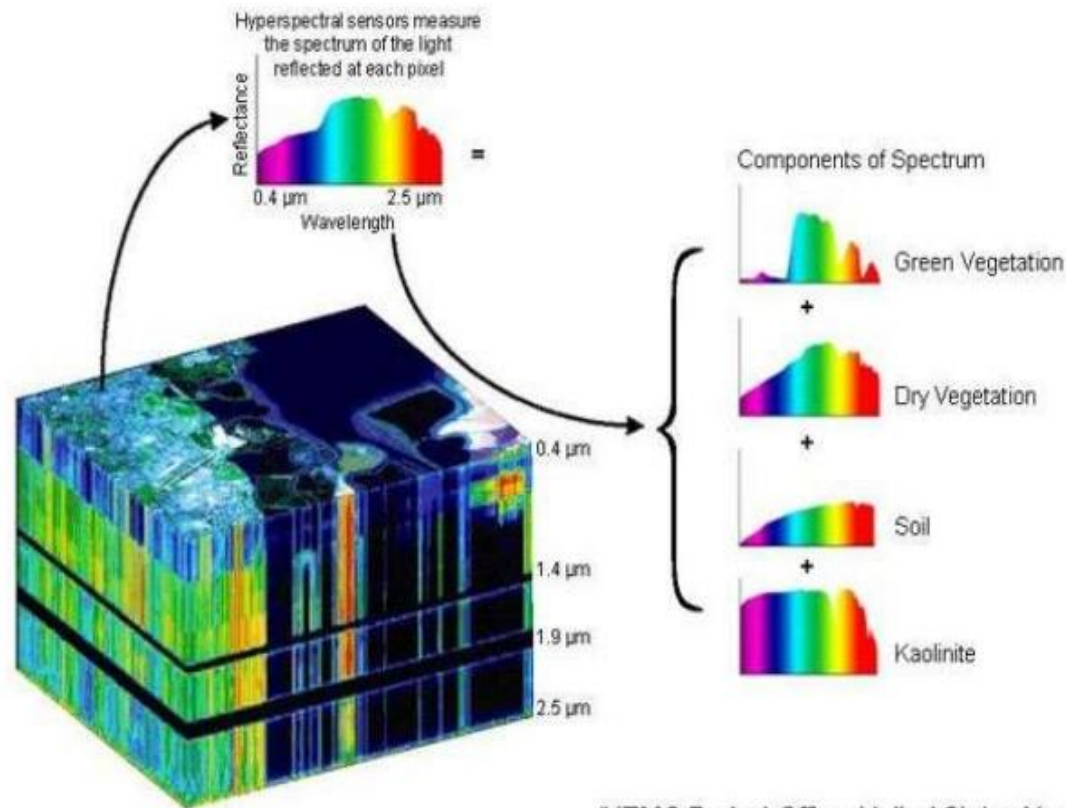 Hyperspectral sensors measure
the spectrum of the light
reflected at each pixel
Reflectance
0.4 µm
2.5 µm
Wavelength
=
Components of Spectrum
Green Vegetation
+
Dry Vegetation
+
Soil
+
Kaolinite
0.4 µm
1.4 µm
1.9 µm
2.5 µm